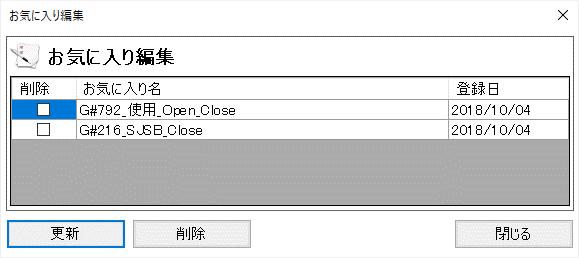 お気に入り編集
お気に入り編集
削除 お気に入り名 登録日
G#792_使用_Open_Close 2018/10/04
G#216_SJSB_Close 2018/10/04
更新 削除 閉じる